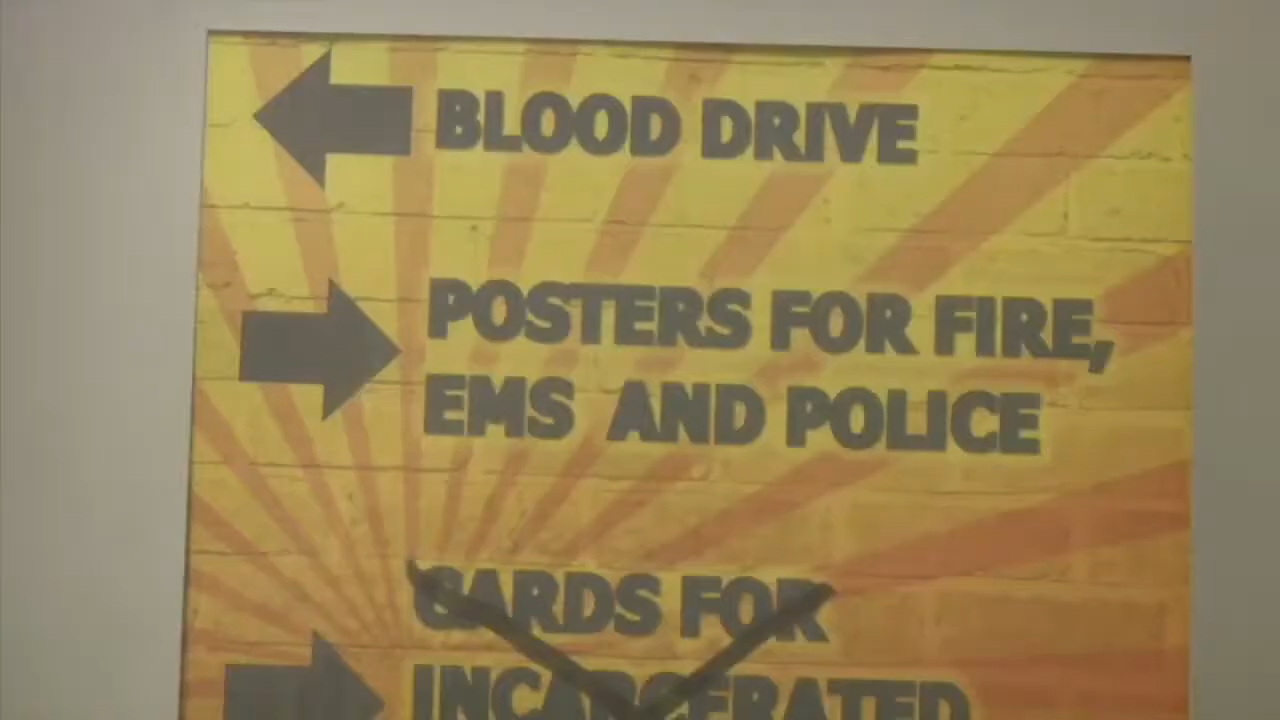 BLOOD DRIVE
POSTERS FOR FIRE,
EMS AND POLICE
CARDS FOR
INCARCERATED